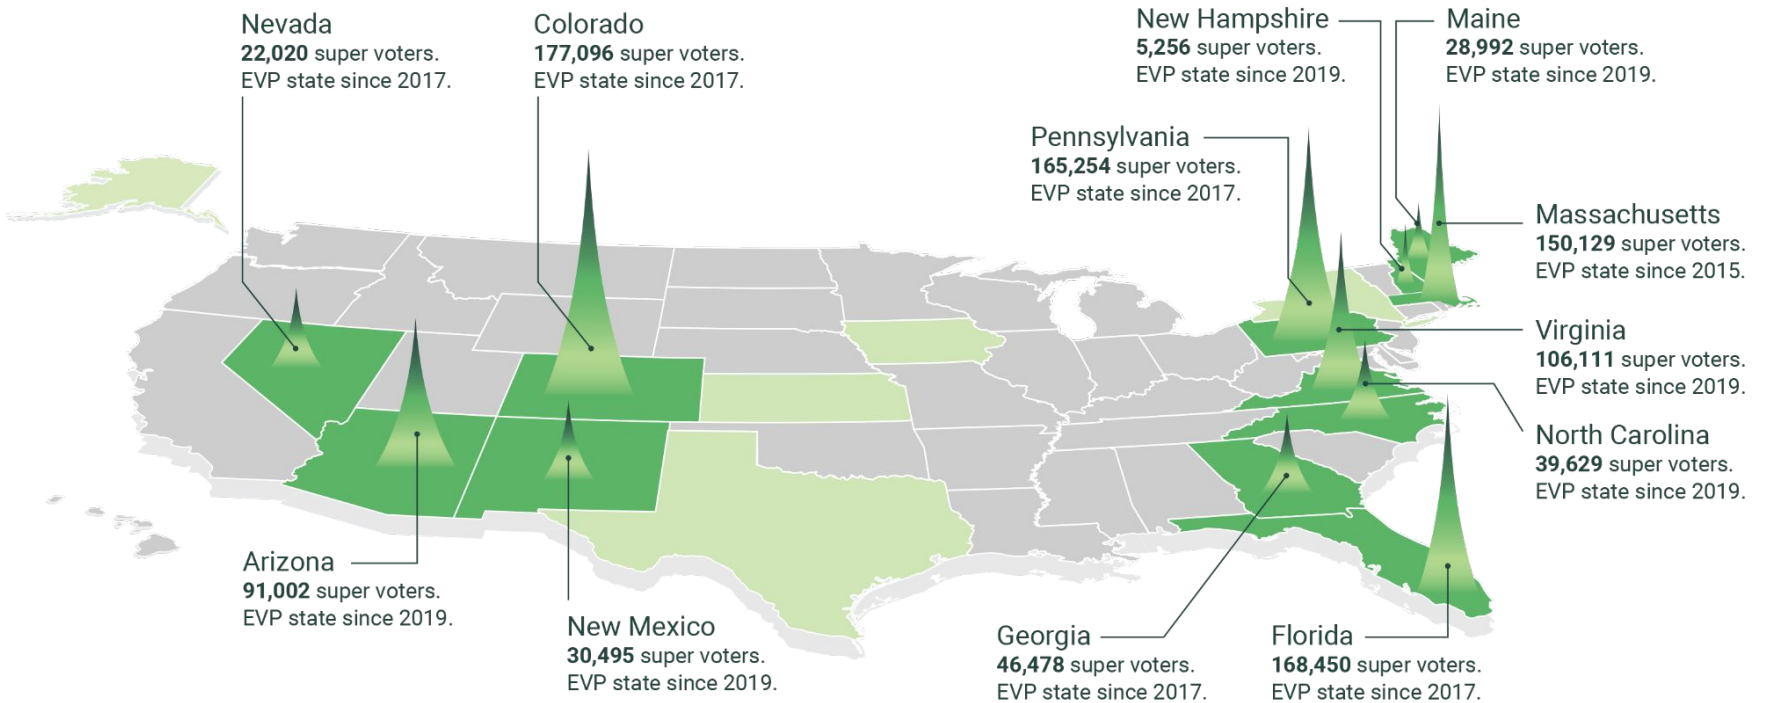 Nevada
22,020 super voters.
EVP state since 2017.
Colorado
177,096 super voters.
EVP state since 2017.
New Hampshire
5,256 super voters.
EVP state since 2019.
Maine
28,992 super voters.
EVP state since 2019.
Pennsylvania
165,254 super voters.
EVP state since 2017.
Massachusetts
150,129 super voters.
EVP state since 2015.
Virginia
106,111 super voters.
EVP state since 2019.
North Carolina
39,629 super voters.
EVP state since 2019.
Arizona
91,002 super voters.
EVP state since 2019.
New Mexico
30,495 super voters.
EVP state since 2019.
Georgia
46,478 super voters.
EVP state since 2017.
Florida
168,450 super voters.
EVP state since 2017.